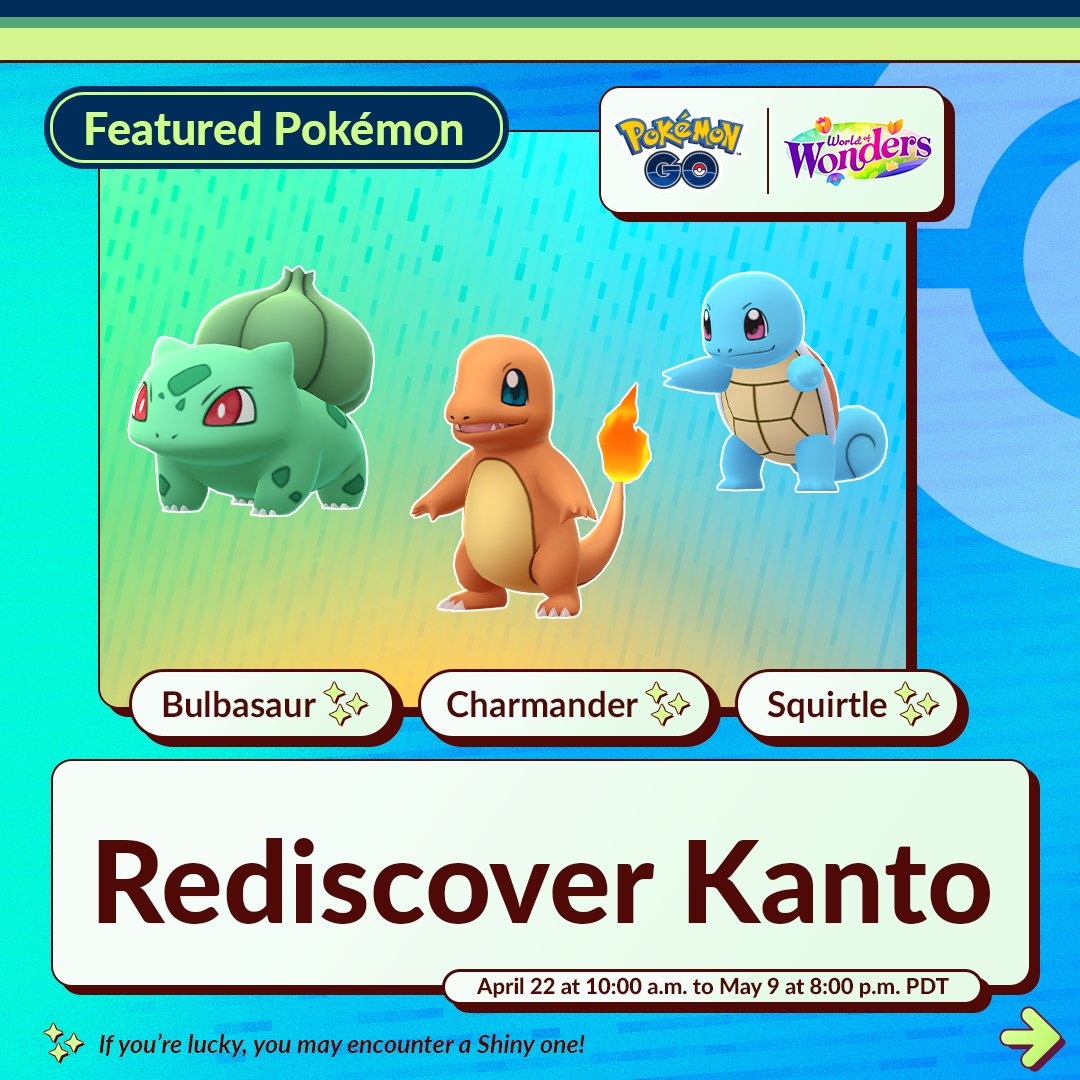 Featured Pokémon
POKÉMON
GO
World of
Wonders
Bulbasaur
Charmander
Squirtle
Rediscover Kanto
April 22 at 10:00 a.m. to May 9 at 8:00 p.m. PDT
If you’re lucky, you may encounter a Shiny one!